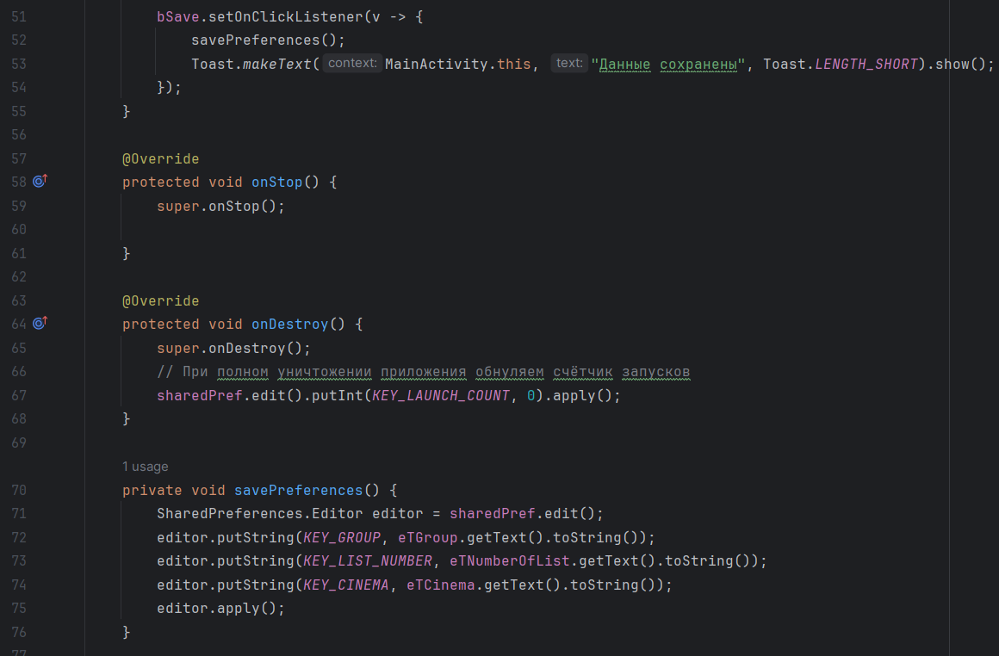 51 bSave.setOnClickListener(v -> {
52 savePreferences();
53 Toast.makeText( context: MainActivity.this, text: "Данные сохранены", Toast.LENGTH_SHORT).show();
54 });
55 }
56
57 @Override
58 protected void onStop() {
59 super.onStop();
60
61 }
62
63 @Override
64 protected void onDestroy() {
65 super.onDestroy();
66 // При полном уничтожении приложения обнуляем счётчик запусков
67 sharedPref.edit().putInt(KEY_LAUNCH_COUNT, 0).apply();
68 }
69
1 usage
70 private void savePreferences() {
71 SharedPreferences.Editor editor = sharedPref.edit();
72 editor.putString(KEY_GROUP, eTGroup.getText().toString());
73 editor.putString(KEY_LIST_NUMBER, eTNumberOfList.getText().toString());
74 editor.putString(KEY_CINEMA, eTCinema.getText().toString());
75 editor.apply();
76 }
77